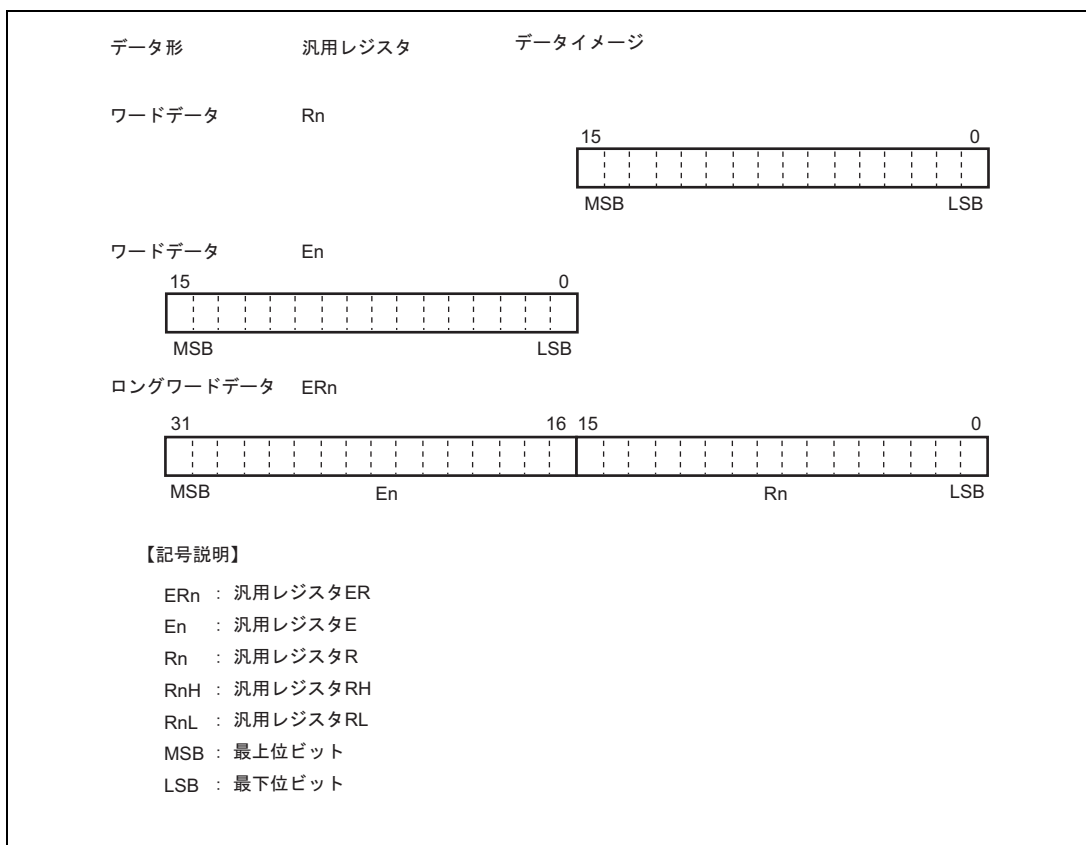 データ形 汎用レジスタ データイメージ
ワードデータ Rn
15 0
MSB LSB
ワードデータ En
15 0
MSB LSB
ロングワードデータ ERn
31 16 15 0
MSB En Rn LSB
【記号説明】
ERn : 汎用レジスタER
En : 汎用レジスタE
Rn : 汎用レジスタR
RnH : 汎用レジスタRH
RnL : 汎用レジスタRL
MSB : 最上位ビット
LSB : 最下位ビット